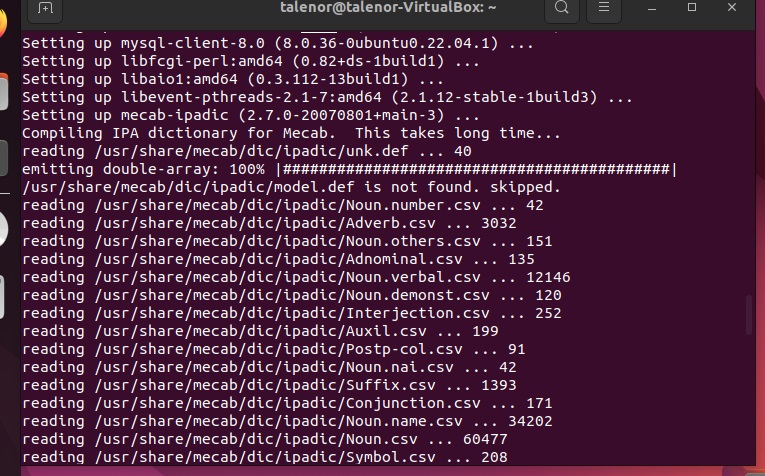 talenor@talenor-VirtualBox: ~
Setting up mysql-client-8.0 (8.0.36-0ubuntu0.22.04.1) ...
Setting up libfcgi-perl:amd64 (0.82+ds-1build1) ...
Setting up libaio1:amd64 (0.3.112-13build1) ...
Setting up libevent-pthreads-2.1-7:amd64 (2.1.12-stable-1build3) ...
Setting up mecab-ipadic (2.7.0-20070801+main-3) ...
Compiling IPA dictionary for Mecab.  This takes long time...
reading /usr/share/mecab/dic/ipadic/unk.def ... 40
emitting double-array: 100% |###########################################|
/usr/share/mecab/dic/ipadic/model.def is not found. skipped.
reading /usr/share/mecab/dic/ipadic/Noun.number.csv ... 42
reading /usr/share/mecab/dic/ipadic/Adverb.csv ... 3032
reading /usr/share/mecab/dic/ipadic/Noun.others.csv ... 151
reading /usr/share/mecab/dic/ipadic/Adnominal.csv ... 135
reading /usr/share/mecab/dic/ipadic/Noun.verbal.csv ... 12146
reading /usr/share/mecab/dic/ipadic/Noun.demonst.csv ... 120
reading /usr/share/mecab/dic/ipadic/Interjection.csv ... 252
reading /usr/share/mecab/dic/ipadic/Auxil.csv ... 199
reading /usr/share/mecab/dic/ipadic/Postp-col.csv ... 91
reading /usr/share/mecab/dic/ipadic/Noun.nai.csv ... 42
reading /usr/share/mecab/dic/ipadic/Suffix.csv ... 1393
reading /usr/share/mecab/dic/ipadic/Conjunction.csv ... 171
reading /usr/share/mecab/dic/ipadic/Noun.name.csv ... 34202
reading /usr/share/mecab/dic/ipadic/Noun.csv ... 60477
reading /usr/share/mecab/dic/ipadic/Symbol.csv ... 208